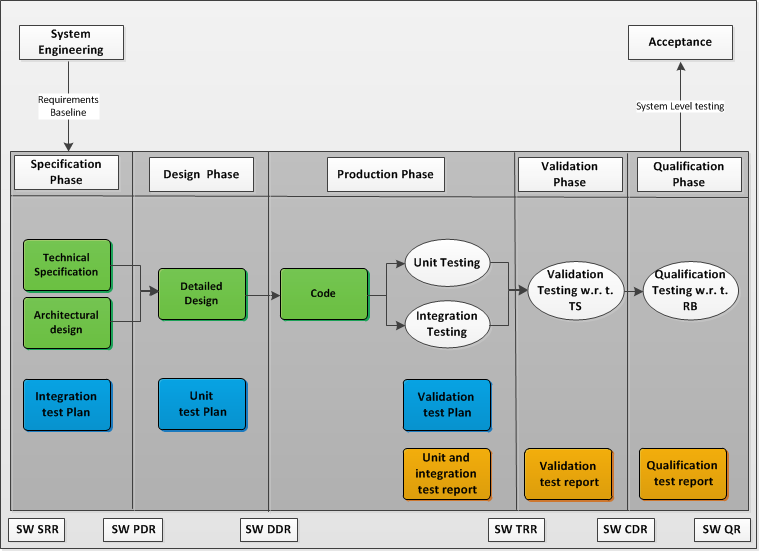 System
Engineering
Acceptance
Requirements
Baseline
System Level testing
Specification
Phase
Design Phase
Production Phase
Validation
Phase
Qualification
Phase
Technical
Specification
Architectural
design
Detailed
Design
Code
Unit Testing
Integration
Testing
Validation
Testing w.r. t.
TS
Qualification
Testing w.r. t.
RB
Integration
test Plan
Unit
test Plan
Validation
test Plan
Unit and
integration
test report
Validation
test report
Qualification
test report
SW SRR
SW PDR
SW DDR
SW TRR
SW CDR
SW QR